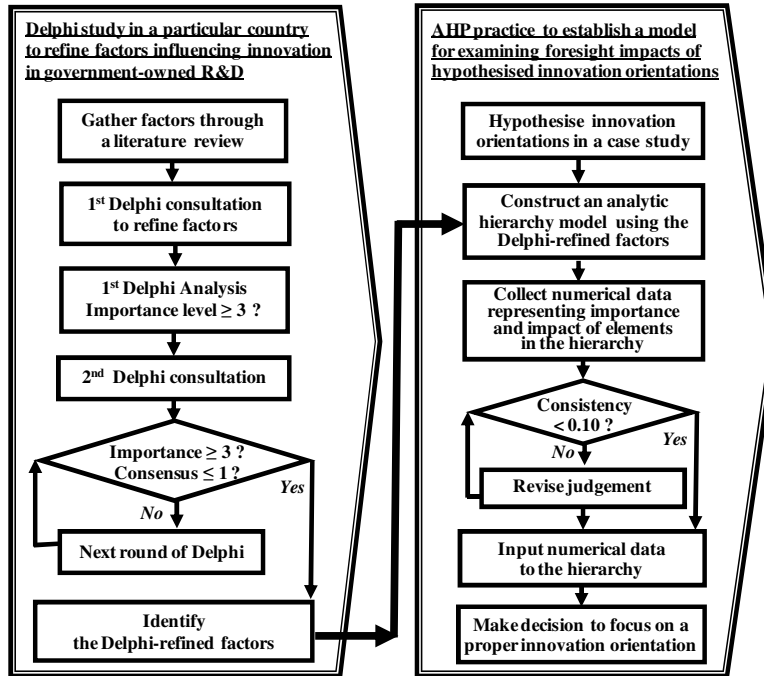 Delphi study in a particular country
to refine factors influencing innovation
in government-owned R&D
Gather factors through
a literature review
1st Delphi consultation
to refine factors
1st Delphi Analysis
Importance level ≥ 3 ?
2nd Delphi consultation
Importance ≥ 3 ?
Consensus ≤ 1 ?
Yes
No
Next round of Delphi
Identify
the Delphi-refined factors
AHP practice to establish a model
for examining foresight impacts of
hypothesised innovation orientations
Hypothesise innovation
orientations in a case study
Construct an analytic
hierarchy model using the
Delphi-refined factors
Collect numerical data
representing importance
and impact of elements
in the hierarchy
Consistency
< 0.10 ?
Yes
No
Revise judgement
Input numerical data
to the hierarchy
Make decision to focus on a
proper innovation orientation